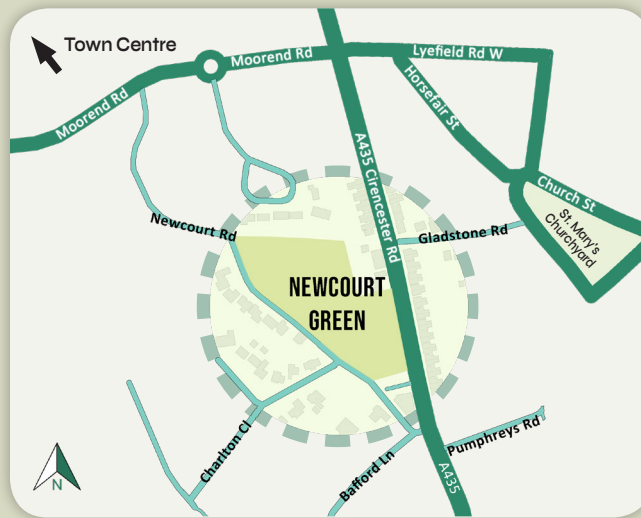 Town Centre
Moorend Rd
Lyefield Rd W
Moorend Rd
Horsefair St
A435 Cirencester Rd
Church St
St. Mary's
Churchyard
Newcourt Rd
Gladstone Rd
NEWCOURT
GREEN
Charlton Cl
Bafford Ln
Pumphreys Rd
A435
N